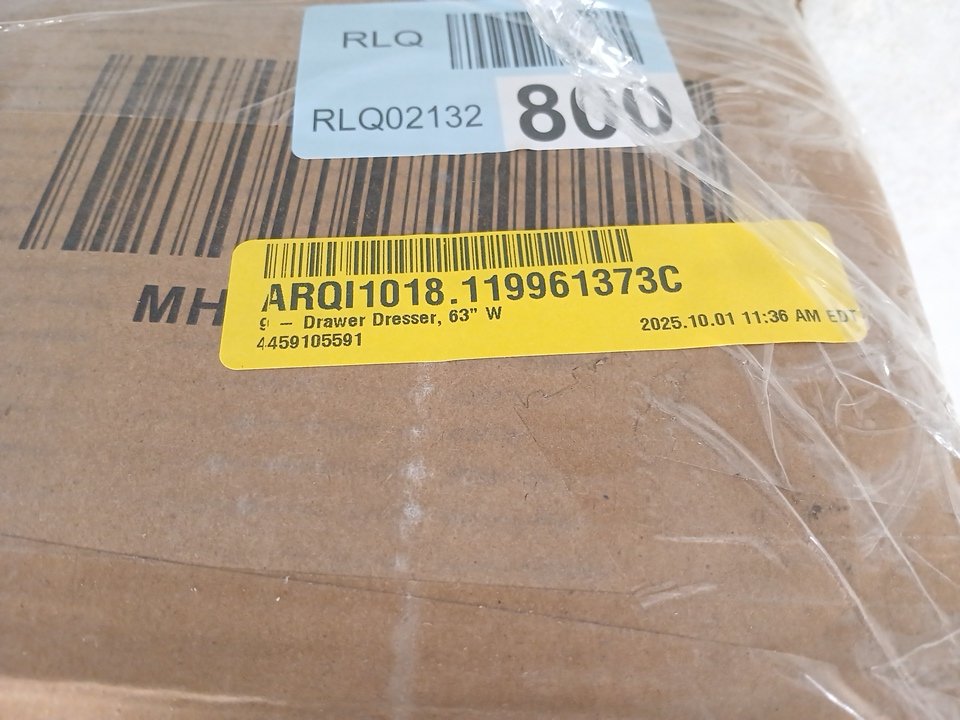 RLQ
RLQ02132
800
MH
ARQI1018.119961373C
9 – Drawer Dresser, 63" W
2025.10.01 11:36 AM EDT
4459105591